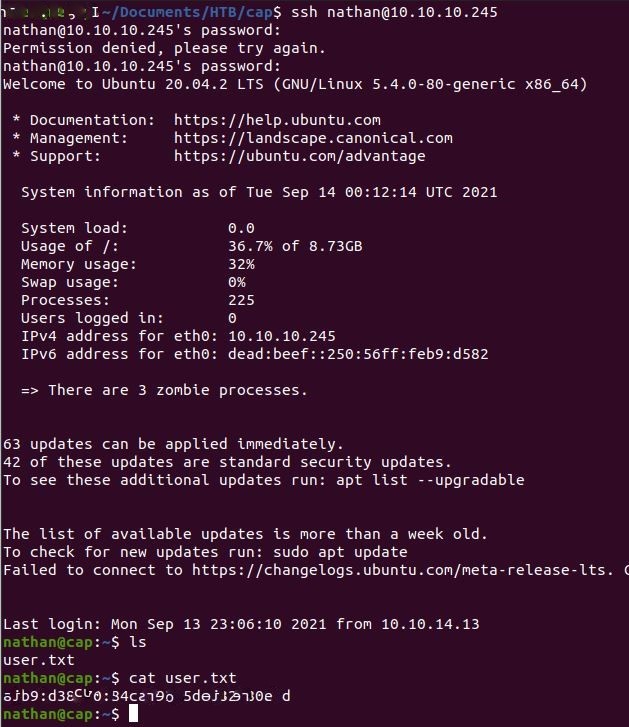 I~/Documents/HTB/cap$ ssh nathan@10.10.10.245
nathan@10.10.10.245's password:
Permission denied, please try again.
nathan@10.10.10.245's password:
Welcome to Ubuntu 20.04.2 LTS (GNU/Linux 5.4.0-80-generic x86_64)
* Documentation: https://help.ubuntu.com
* Management: https://landscape.canonical.com
* Support: https://ubuntu.com/advantage
System information as of Tue Sep 14 00:12:14 UTC 2021
System load: 0.0
Usage of /: 36.7% of 8.73GB
Memory usage: 32%
Swap usage: 0%
Processes: 225
Users logged in: 0
IPv4 address for eth0: 10.10.10.245
IPv6 address for eth0: dead:beef::250:56ff:feb9:d582
=> There are 3 zombie processes.
63 updates can be applied immediately.
42 of these updates are standard security updates.
To see these additional updates run: apt list --upgradable
The list of available updates is more than a week old.
To check for new updates run: sudo apt update
Failed to connect to https://changelogs.ubuntu.com/meta-release-lts.
Last login: Mon Sep 13 23:06:10 2021 from 10.10.14.13
nathan@cap:~$ ls
user.txt
nathan@cap:~$ cat user.txt
nathan@cap:~$